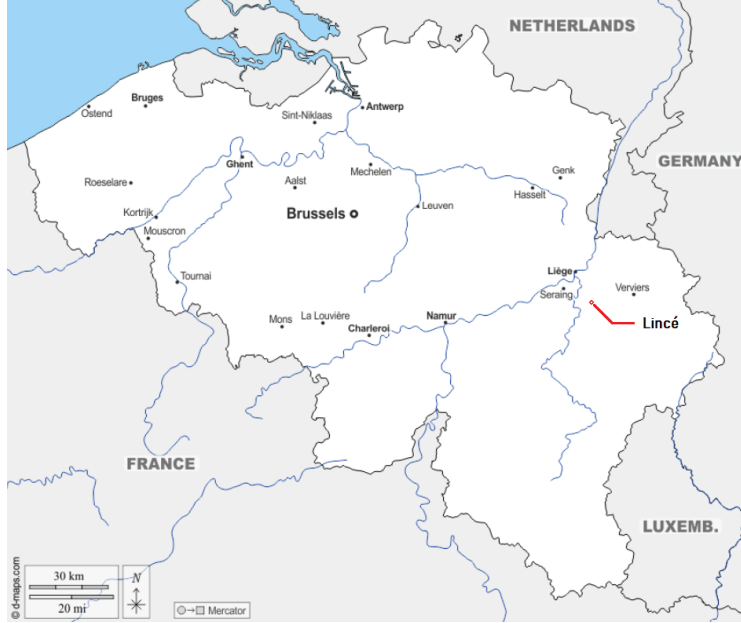 NETHERLANDS
Bruges
Ostend
Antwerp
Sint-Niklaas
GERMANY
Ghent
Mechelen
Genk
Roeselare
Aalst
Hasselt
Leuven
Kortrijk
Brussels
Mouscron
Liège
Tournai
Seraing
Verviers
Mons
La Louvière
Namur
Lincé
Charleroi
FRANCE
LUXEMB.
30 km
20 mi
N
Mercator
© d-maps.com